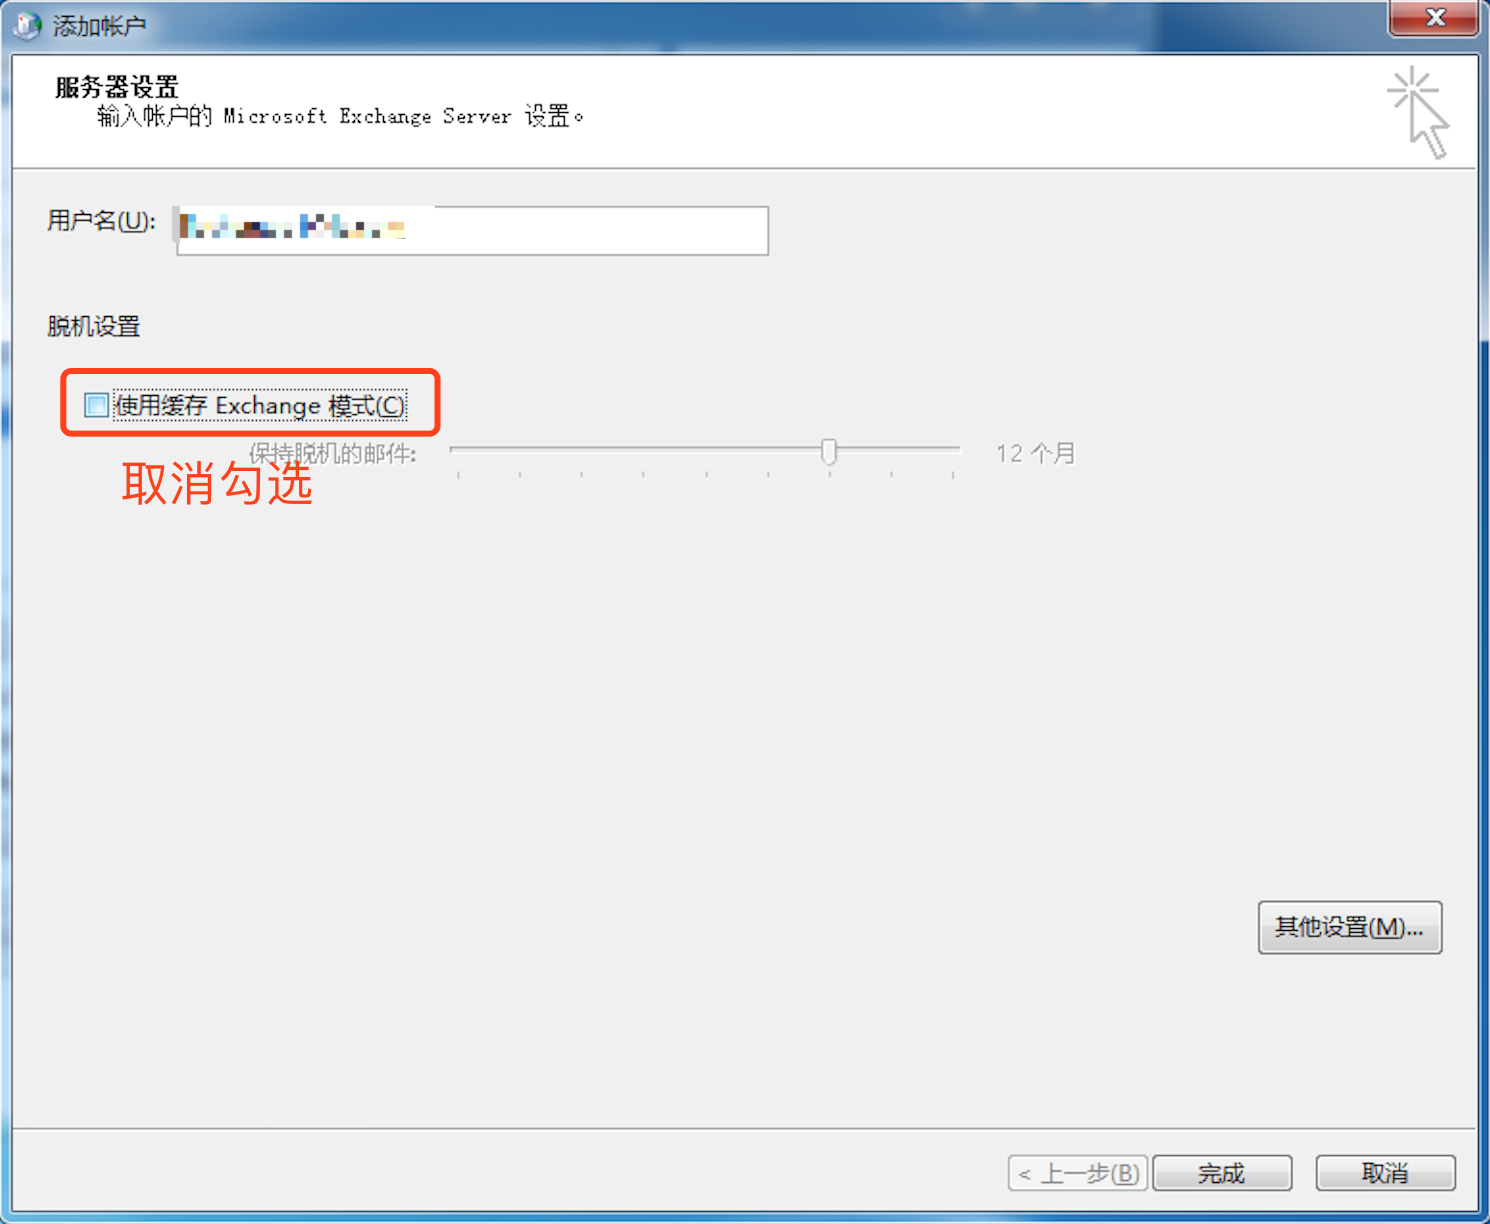 添加帐户
服务器设置
输入帐户的 Microsoft Exchange Server 设置。
用户名(U):
脱机设置
使用缓存 Exchange 模式(C)
保持脱机的邮件:
12 个月
取消勾选
其他设置(M)...
< 上一步(B)
完成
取消